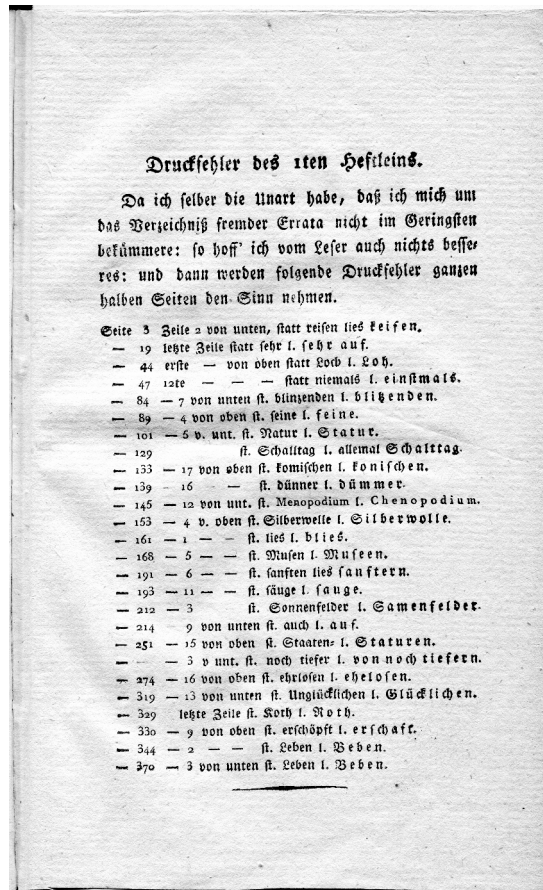 Druckfehler des 1ten Heftleins.
Da ich selber die Unart habe, daß ich mich um
das Verzeichniß fremder Errata nicht im Geringsten
bekümmere: so hoff' ich vom Leser auch nichts besse-
res: und dann werden folgende Druckfehler ganzen
halben Seiten den Sinn nehmen.
Seite 3 Zeile 2 von unten, statt reisen lies keifen.
— 19 letzte Zeile statt sehr l. sehr auf.
— 44 erste — von oben statt Locb l. Loh.
— 47 12te — — — statt niemals l. einstmals.
— 84 — 7 von unten st. blinzenden l. blitzenden.
— 89 — 4 von oben st. seine l. feine.
— 101 — 5 v. unt. st. Natur l. Statur.
— 129 st. Schalltag l. allemal Schalttag.
— 133 — 17 von oben st. komischen l. konischen.
— 139 - 16 — — st. dünner l. dümmer.
— 145 — 12 von unt. st. Menopodium l. Chenopodium.
— 153 — 4 v. oben st. Silberwelle l. Silberwolle.
— 161 — 1 — — st. lies l. blies.
— 168 — 5 — — st. Musen l. Museen.
— 191 — 6 — — st. sanften lies sanftern.
— 193 — 11 — — st. säuge l. sauge.
— 212 — 3 st. Sonnenfelder l. Samenfelder.
— 214 9 von unten st. auch l. auf.
— 251 — 15 von oben st. Staaten- l. Staturen.
— - — 3 v unt. st. noch tiefer l. von noch tiefern.
— 274 — 16 von oben st. ehrlosen l. ehelosen.
— 319 — 13 von unten st. Unglücklichen l. Glücklichen.
— 329 letzte Zeile st. Koth l. Roth.
— 330 — 9 von oben st. erschöpft l. erschaft.
— 344 — 2 — — st. Leben l. Beben.
— 370 — 3 von unten st. Leben l. Beben.